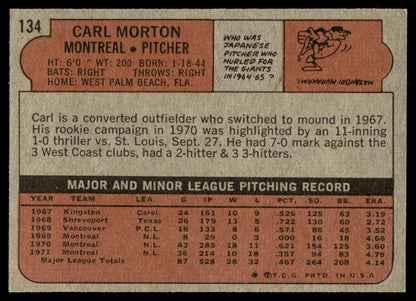 134
CARL MORTON
MONTREAL • PITCHER
HT: 6'0 WT: 200 BORN: 1-18-44
BATS: RIGHT THROWS: RIGHT
HOME: WEST PALM BEACH, FLA.
WHO WAS
JAPANESE
PITCHER WHO
HURLED FOR
THE GIANTS
IN 1964-65?
MASANORI MURAKAMI
Carl is a converted outfielder who switched to mound in 1967.
His rookie campaign in 1970 was highlighted by an 11-inning
1-0 thriller vs. St. Louis, Sept. 27. He had 7-0 mark against the
3 West Coast clubs, had a 2-hitter & 3 3-hitters.
MAJOR AND MINOR LEAGUE PITCHING RECORD
YEAR TEAM LEA. G IP W L PCT. SO BB ERA.
1967 Kingston Carol. 24 161 10 9 .526 125 63 3.19
1968 Shreveport Texas 26 179 13 5 .722 131 60 2.72
1969 Vancouver P.C.L. 18 133 8 6 .571 86 45 3.52
1969 Montreal N.L. 8 29 0 3 .000 16 18 4.66
1970 Montreal N.L. 43 285 18 11 .621 154 125 3.60
1971 Montreal N.L. 36 214 10 18 .357 84 83 4.79
Major League Totals 87 528 28 32 .467 264 208 4.14
* © T.C.G. PRTD. IN U.S.A.